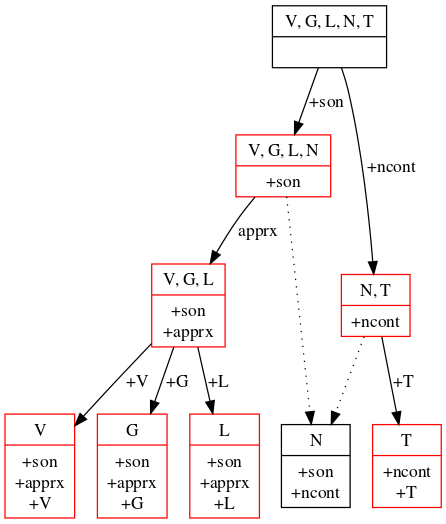 V, G, L, N, T
+son
V, G, L, N
+son
+ncont
apprx
V, G, L
+son
+apprx
N, T
+ncont
+V
+G
+L
+T
V
+son
+apprx
+V
G
+son
+apprx
+G
L
+son
+apprx
+L
N
+son
+ncont
T
+ncont
+T